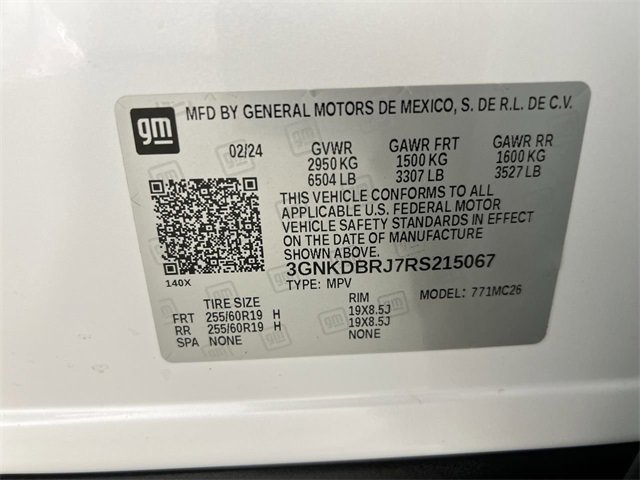 gm
MFD BY GENERAL MOTORS DE MEXICO, S. DE R.L. DE C.V.
02/24 GVWR GAWR FRT GAWR RR
2950 KG 1500 KG 1600 KG
6504 LB 3307 LB 3527 LB
THIS VEHICLE CONFORMS TO ALL
APPLICABLE U.S. FEDERAL MOTOR
VEHICLE SAFETY STANDARDS IN EFFECT
ON THE DATE OF MANUFACTURE
SHOWN ABOVE.
3GNKDBRJ7RS215067
140X
TYPE: MPV MODEL: 771MC26
TIRE SIZE RIM
FRT 255/60R19 H 19X8.5J
RR 255/60R19 H 19X8.5J
SPA NONE NONE